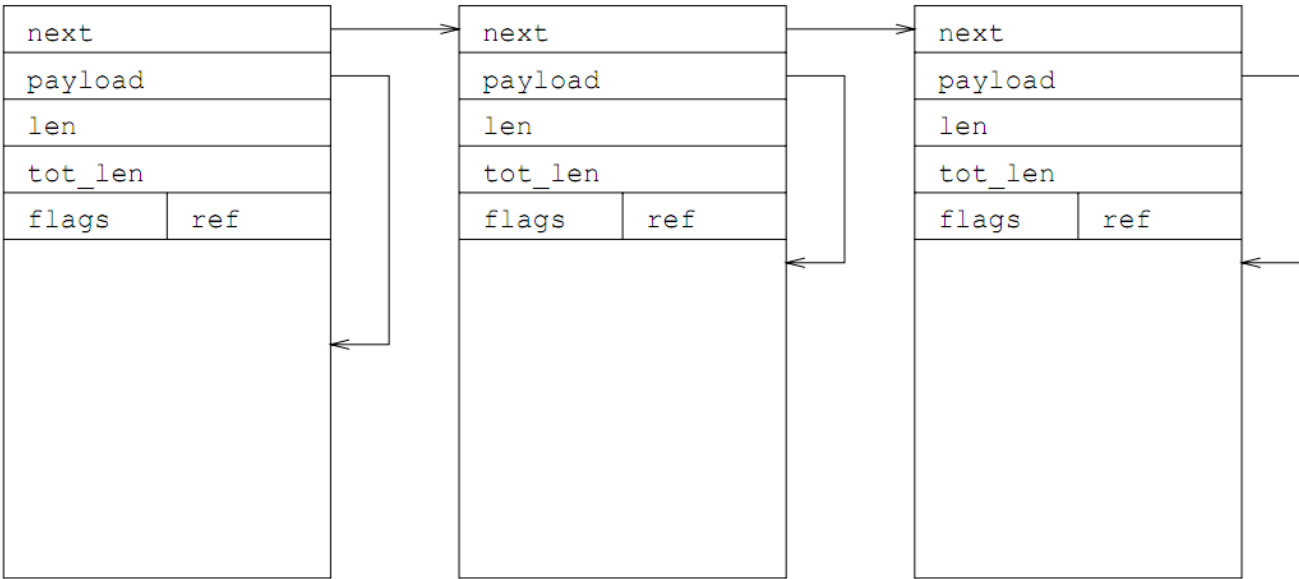 next next next
payload payload payload
len len len
tot_len tot_len tot_len
flags ref flags ref flags ref